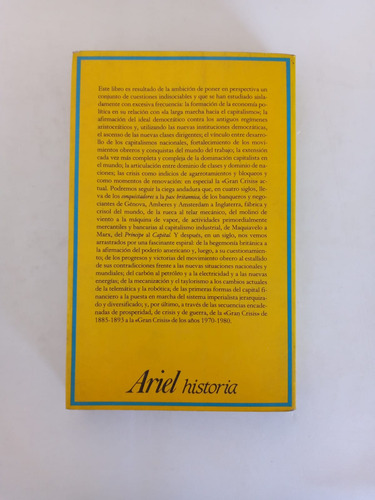 Este libro es resultado de la ambición de poner en perspectiva un
conjunto de cuestiones indisociables y que se han estudiado aisla-
damente con excesiva frecuencia: la formación de la economía po-
lítica en su relación con «la larga marcha hacia el capitalismo»; la
afirmación del ideal democrático contra los antiguos regímenes
aristocráticos y, utilizando las nuevas instituciones democráticas,
el ascenso de las nuevas clases dirigentes; el vínculo entre desarro-
llo de los capitalismos nacionales, fortalecimiento de los movi-
mientos obreros y conquistas del mundo del trabajo, la extensión
cada vez más completa y compleja de la dominación capitalista en el
mundo; la articulación entre dominio de clases y dominio de na-
ciones; las crisis como indicios de agarrotamientos y bloqueos y
como momentos de renovación: en especial la «Gran Crisis» ac-
tual. Podremos seguir la ciega andadura que, en cuatro siglos, lle-
va de los conquistadores a la pax britannica, de los banqueros y nego-
ciantes de Génova, Amberes y Amsterdam a Inglaterra, fábrica y
crisol del mundo, de la rueca al telar mecánico, del molino de
viento a la máquina de vapor, de actividades primordialmente
mercantiles y bancarias al capitalismo industrial, de Maquiavelo a
Marx, del Príncipe al Capital. Y después, en un siglo, nos vemos
arrastrados por una fascinante espiral: de la hegemonía británica a
la afirmación del poderío americano y, luego, a su cuestionamien-
to; de los progresos y victorias del movimiento obrero al estallido
de sus contradicciones frente a las nuevas situaciones nacionales y
mundiales; del carbón al petróleo y a la electricidad y a las nuevas
energías; de la mecanización y el taylorismo a los cambios actuales
de la telemática y la robótica; de las primeras formas del capital fi-
nanciero a la puesta en marcha del sistema imperialista jerarquiza-
do y diversificado; y, por último, a través de las secuencias encade-
nadas de prosperidad, de crisis y de guerra, de la «Gran Crisis» de
1885-1893 a la «Gran Crisis» de los años 1970-1980.
Ariel historia